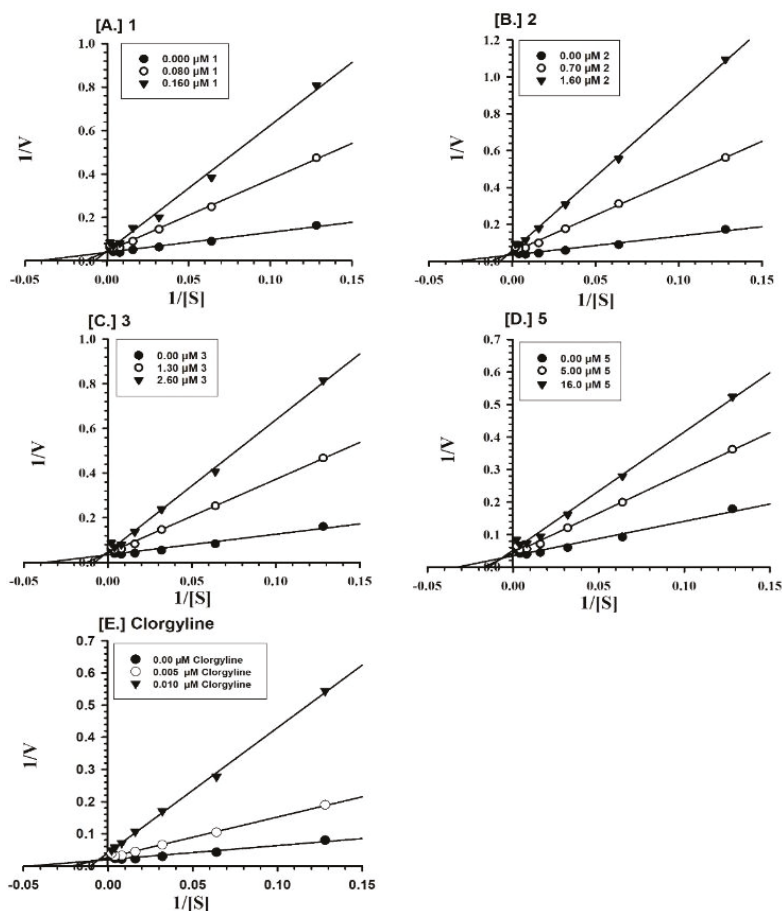 [A.] 1
1.0
0.8
0.6
0.4
0.2
0.0
1/V
0.000 µM 1
0.080 µM 1
0.160 µM 1
-0.05 0.00 0.05 0.10 0.15
1/[S]
[B.] 2
1.2
1.0
0.8
0.6
0.4
0.2
0.0
1/V
0.00 µM 2
0.70 µM 2
1.60 µM 2
-0.05 0.00 0.05 0.10 0.15
1/[S]
[C.] 3
1.0
0.8
0.6
0.4
0.2
0.0
1/V
0.00 µM 3
1.30 µM 3
2.60 µM 3
-0.05 0.00 0.05 0.10 0.15
1/[S]
[D.] 5
0.7
0.6
0.5
0.4
0.3
0.2
0.1
0.0
1/V
0.00 µM 5
5.00 µM 5
16.0 µM 5
-0.05 0.00 0.05 0.10 0.15
1/[S]
[E.] Clorgyline
0.7
0.6
0.5
0.4
0.3
0.2
0.1
0.0
1/V
0.00 µM Clorgyline
0.005 µM Clorgyline
0.010 µM Clorgyline
-0.05 0.00 0.05 0.10 0.15
1/[S]